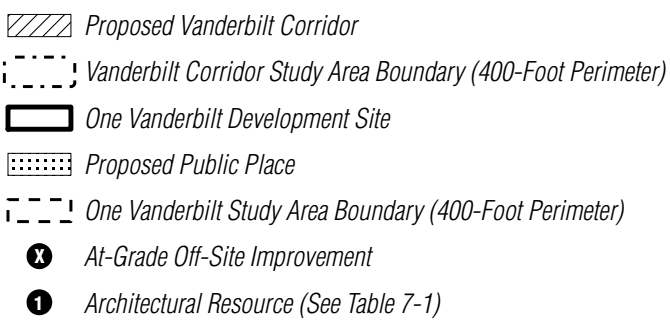 Proposed Vanderbilt Corridor
Vanderbilt Corridor Study Area Boundary (400-Foot Perimeter)
One Vanderbilt Development Site
Proposed Public Place
One Vanderbilt Study Area Boundary (400-Foot Perimeter)
X At-Grade Off-Site Improvement
1 Architectural Resource (See Table 7-1)